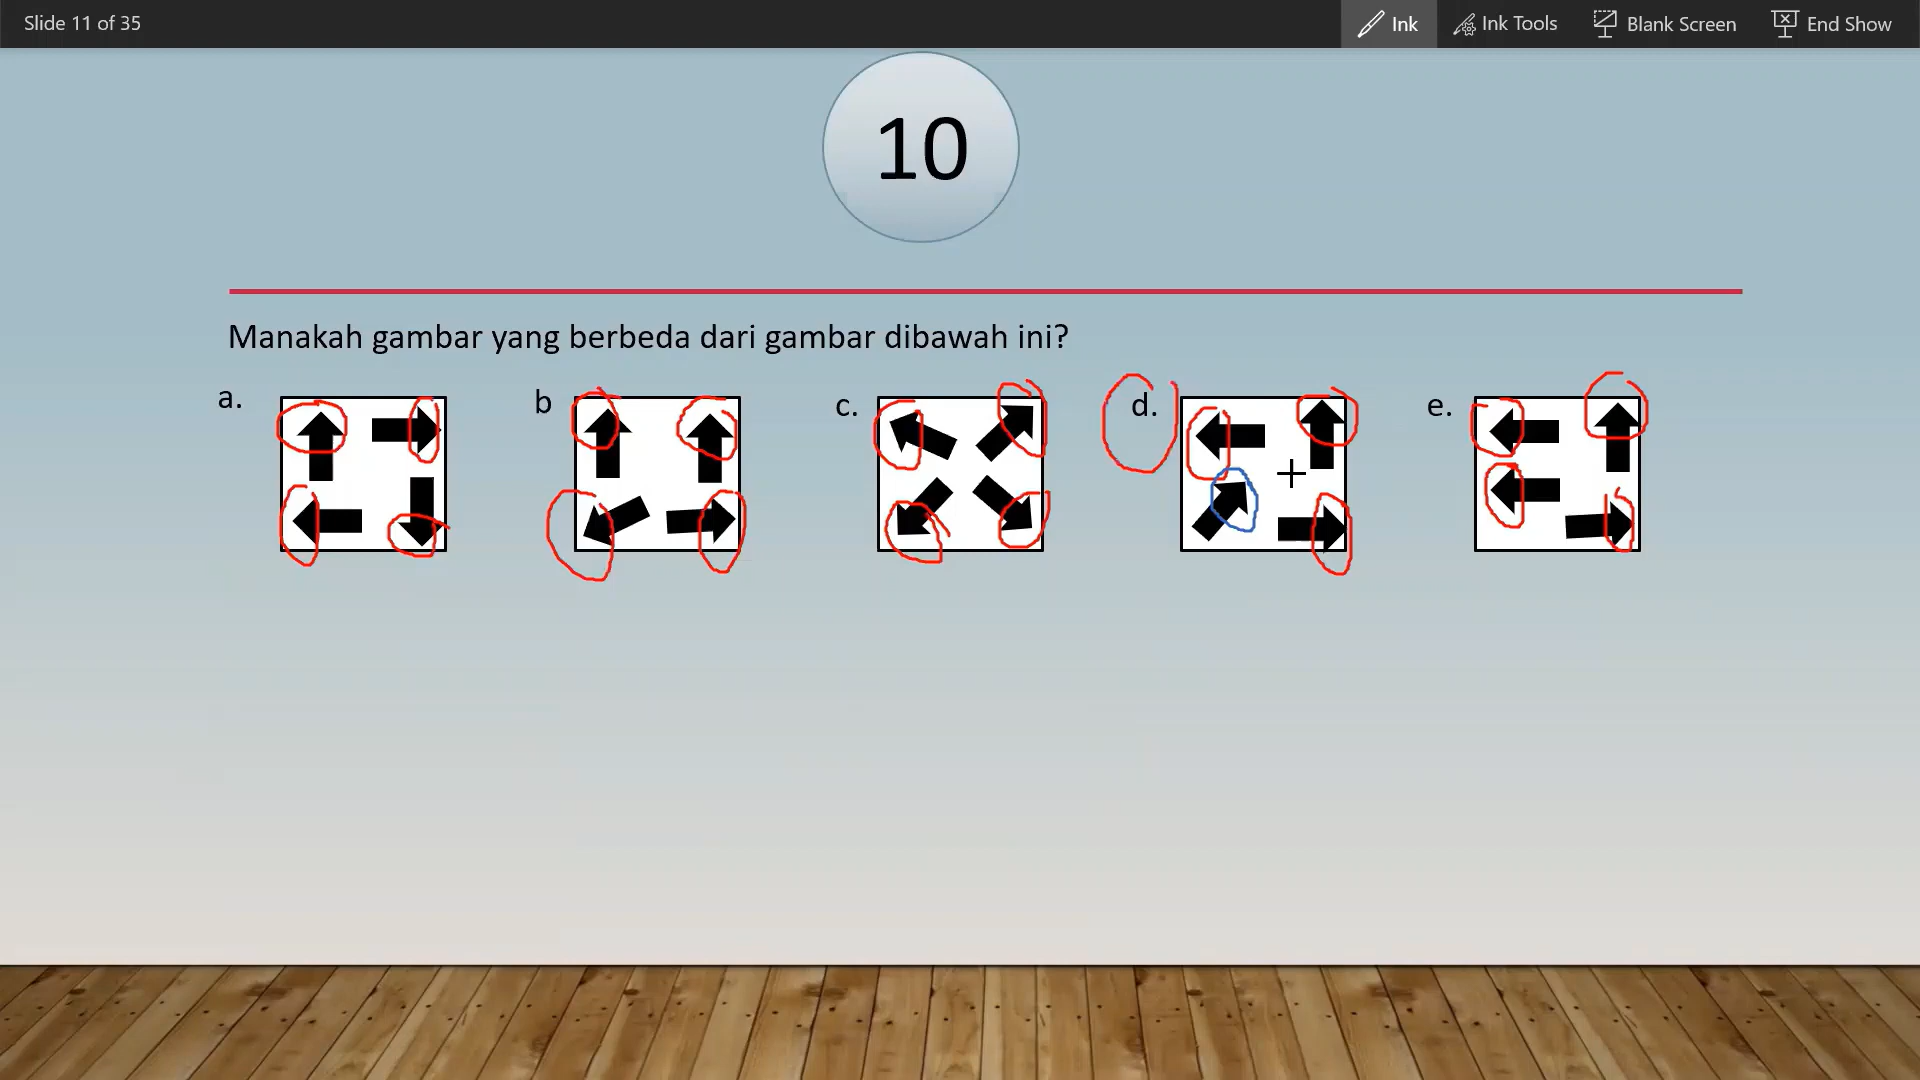 Slide 11 of 35
Ink
Ink Tools
Blank Screen
End Show
10
Manakah gambar yang berbeda dari gambar dibawah ini?
a.
b
c.
d.
e.